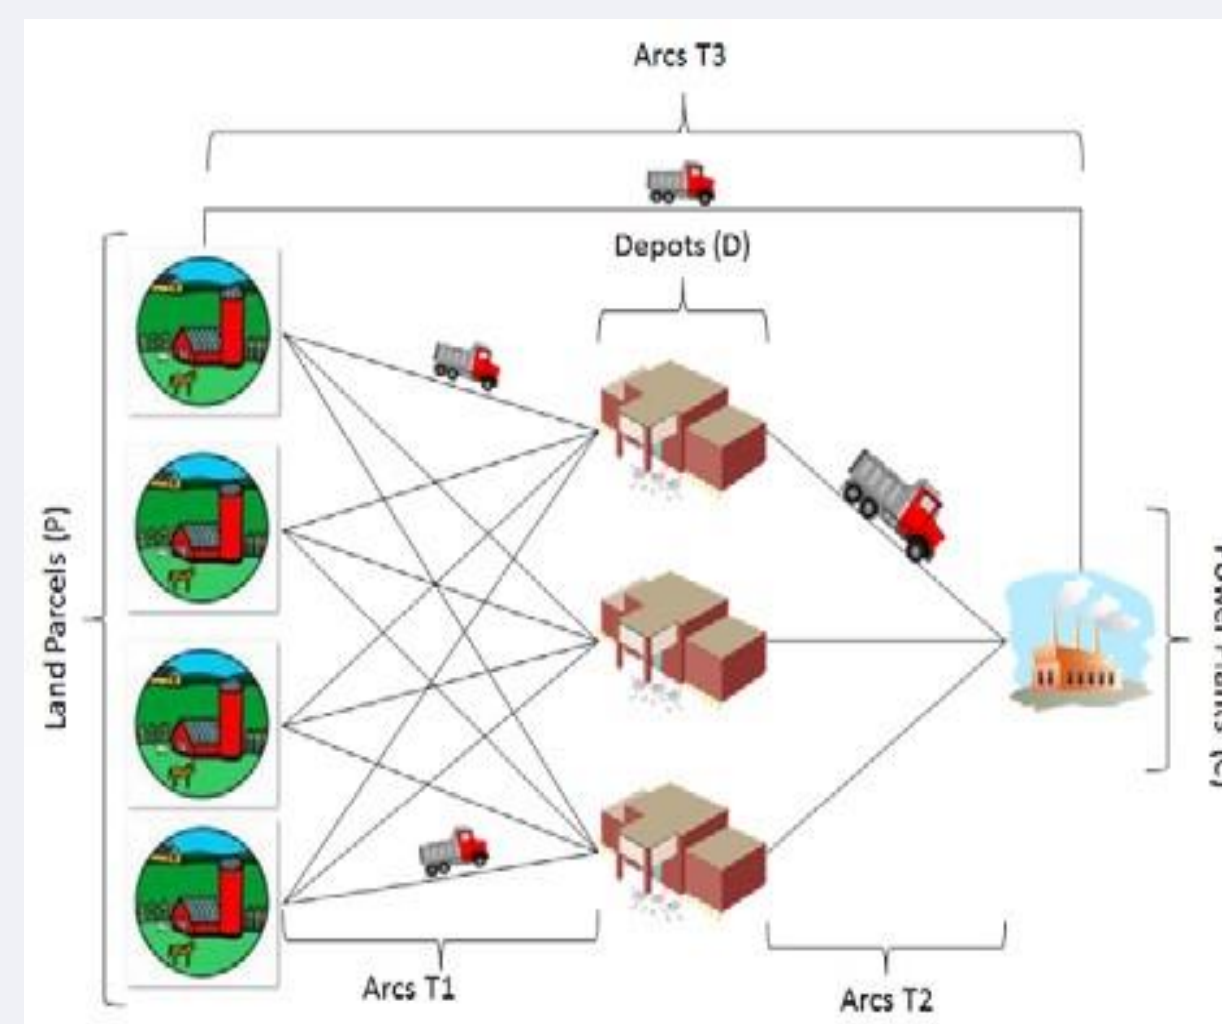 Arcs T3
Depots (D)
Land Parcels (P)
Arcs T1
Arcs T2